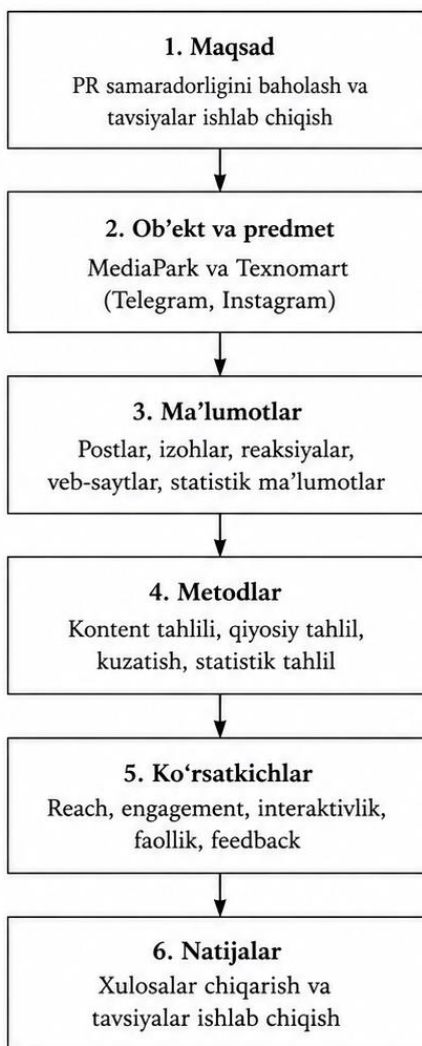 1. Maqsad
PR samaradorligini baholash va
tavsiyalar ishlab chiqish
2. Ob’ekt va predmet
MediaPark va Texnomart
(Telegram, Instagram)
3. Ma’lumotlar
Postlar, izohlar, reaksiyalar,
veb-saytlar, statistik ma’lumotlar
4. Metodlar
Kontent tahlili, qiyosiy tahlil,
kuzatish, statistik tahlil
5. Ko‘rsatkichlar
Reach, engagement, interaktivlik,
faollik, feedback
6. Natijalar
Xulosalar chiqarish va
tavsiyalar ishlab chiqish